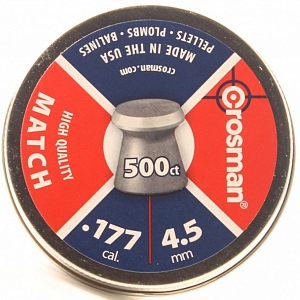 PELLETS • PLOMBS • BALINES
MADE IN THE USA
crosman.com
Crosman®
HIGH QUALITY
MATCH
500ct
.177
cal.
4.5
mm